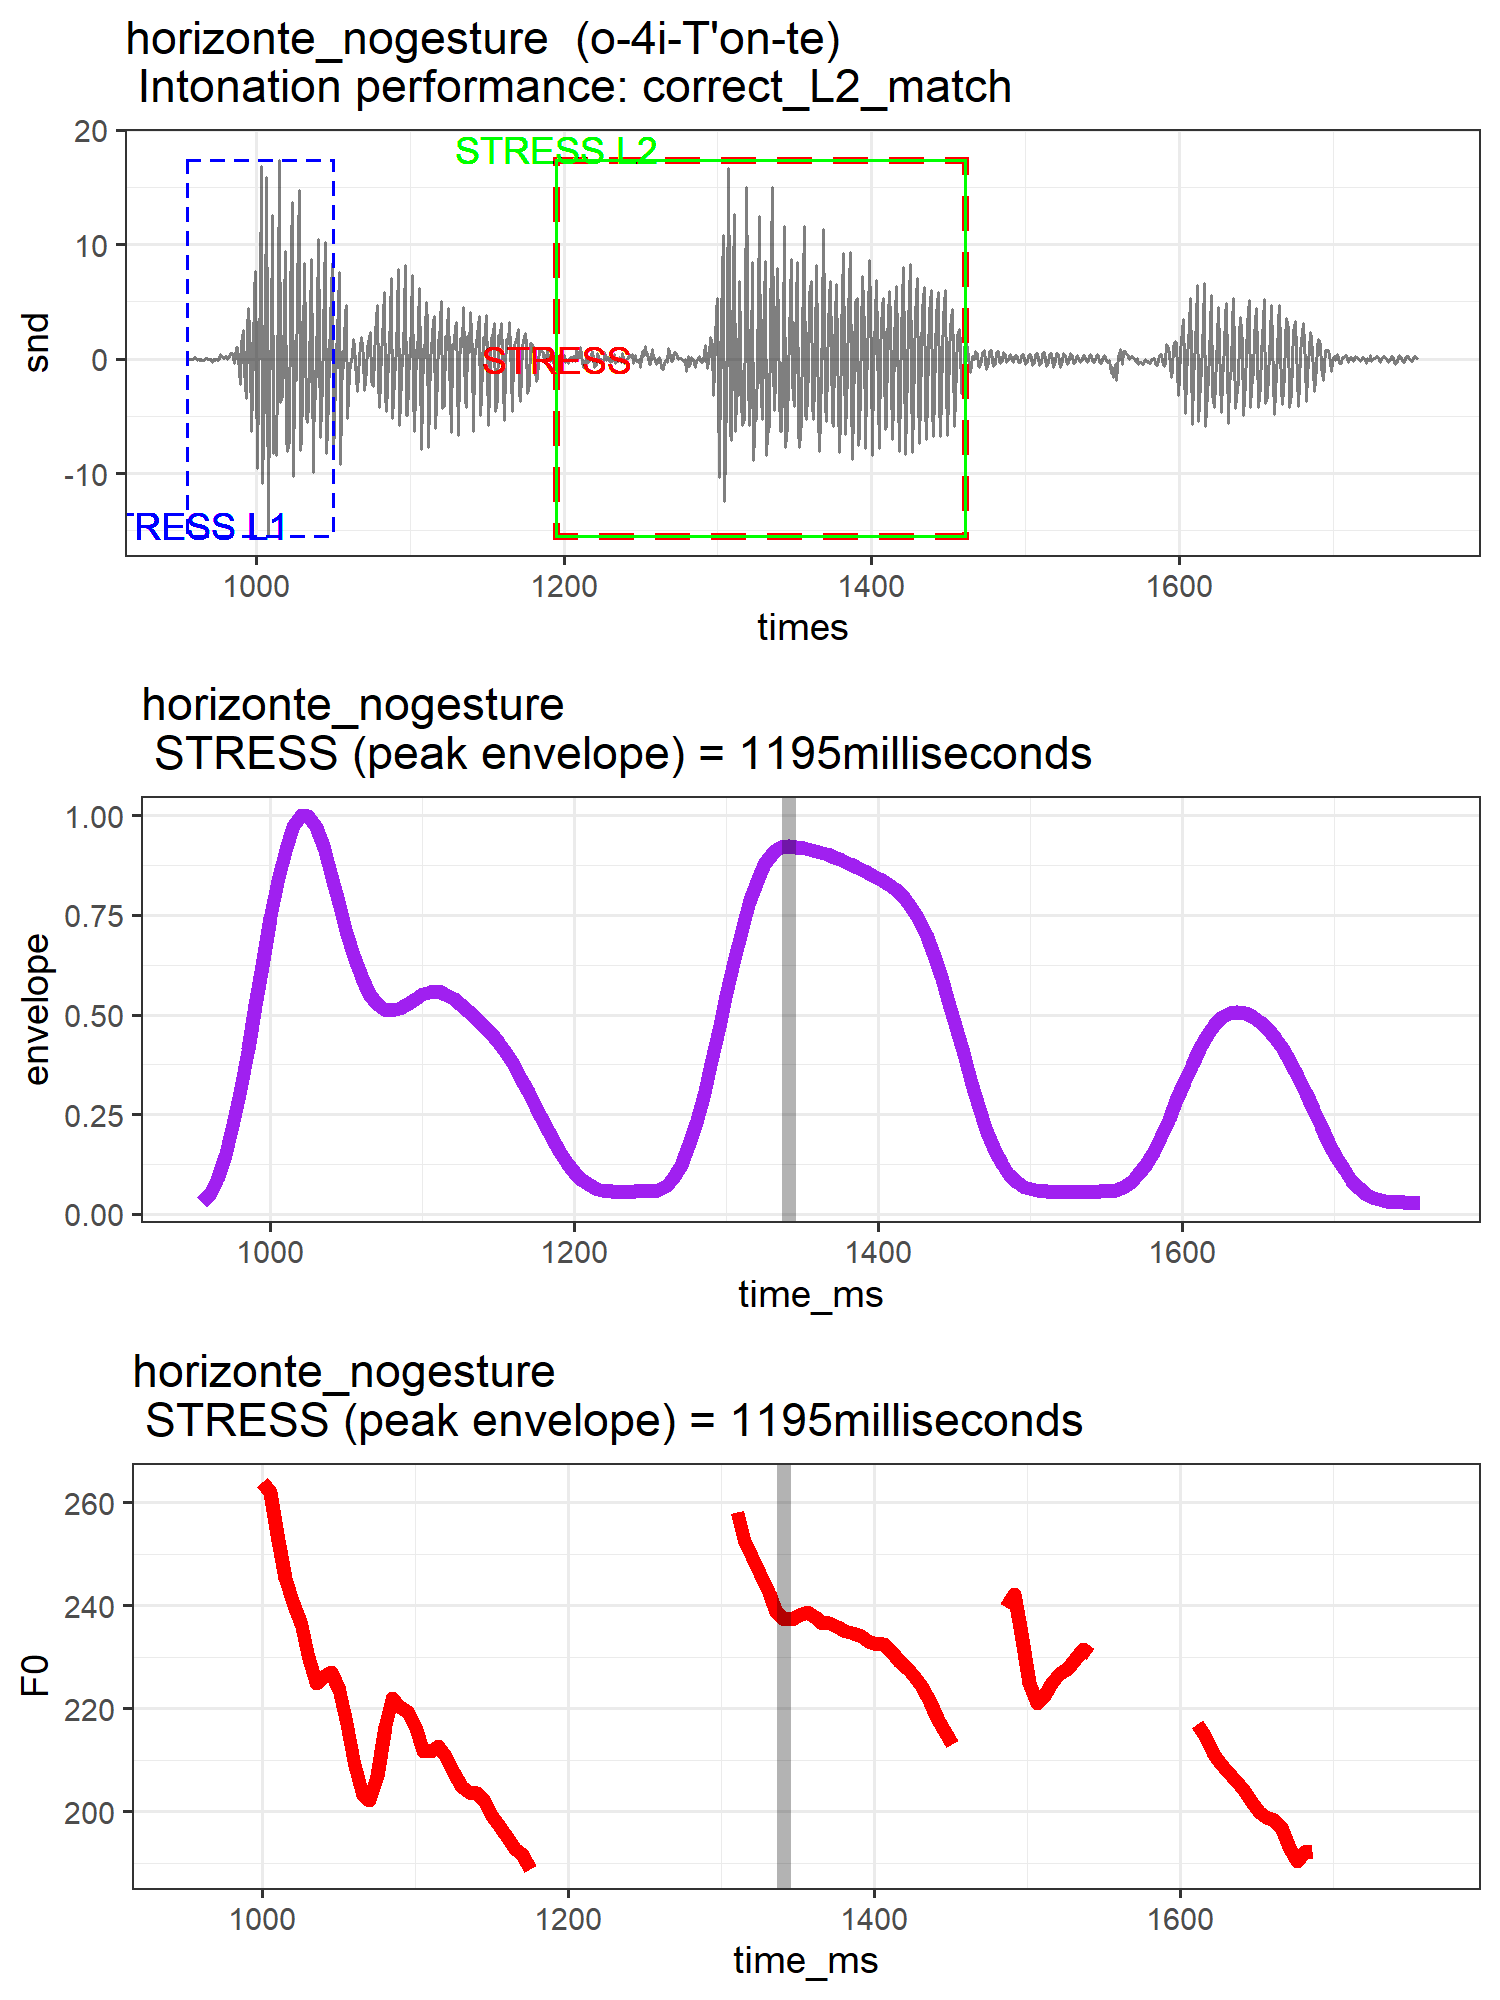 horizonte_nogesture (o-4i-T'on-te)
Intonation performance: correct_L2_match
20
10
0
-10
snd
STRESS L2
STRESS
TRESS L1
1000 1200 1400 1600
times
horizonte_nogesture
STRESS (peak envelope) = 1195milliseconds
1.00
0.75
0.50
0.25
0.00
envelope
1000 1200 1400 1600
time_ms
horizonte_nogesture
STRESS (peak envelope) = 1195milliseconds
260
240
220
200
F0
1000 1200 1400 1600
time_ms